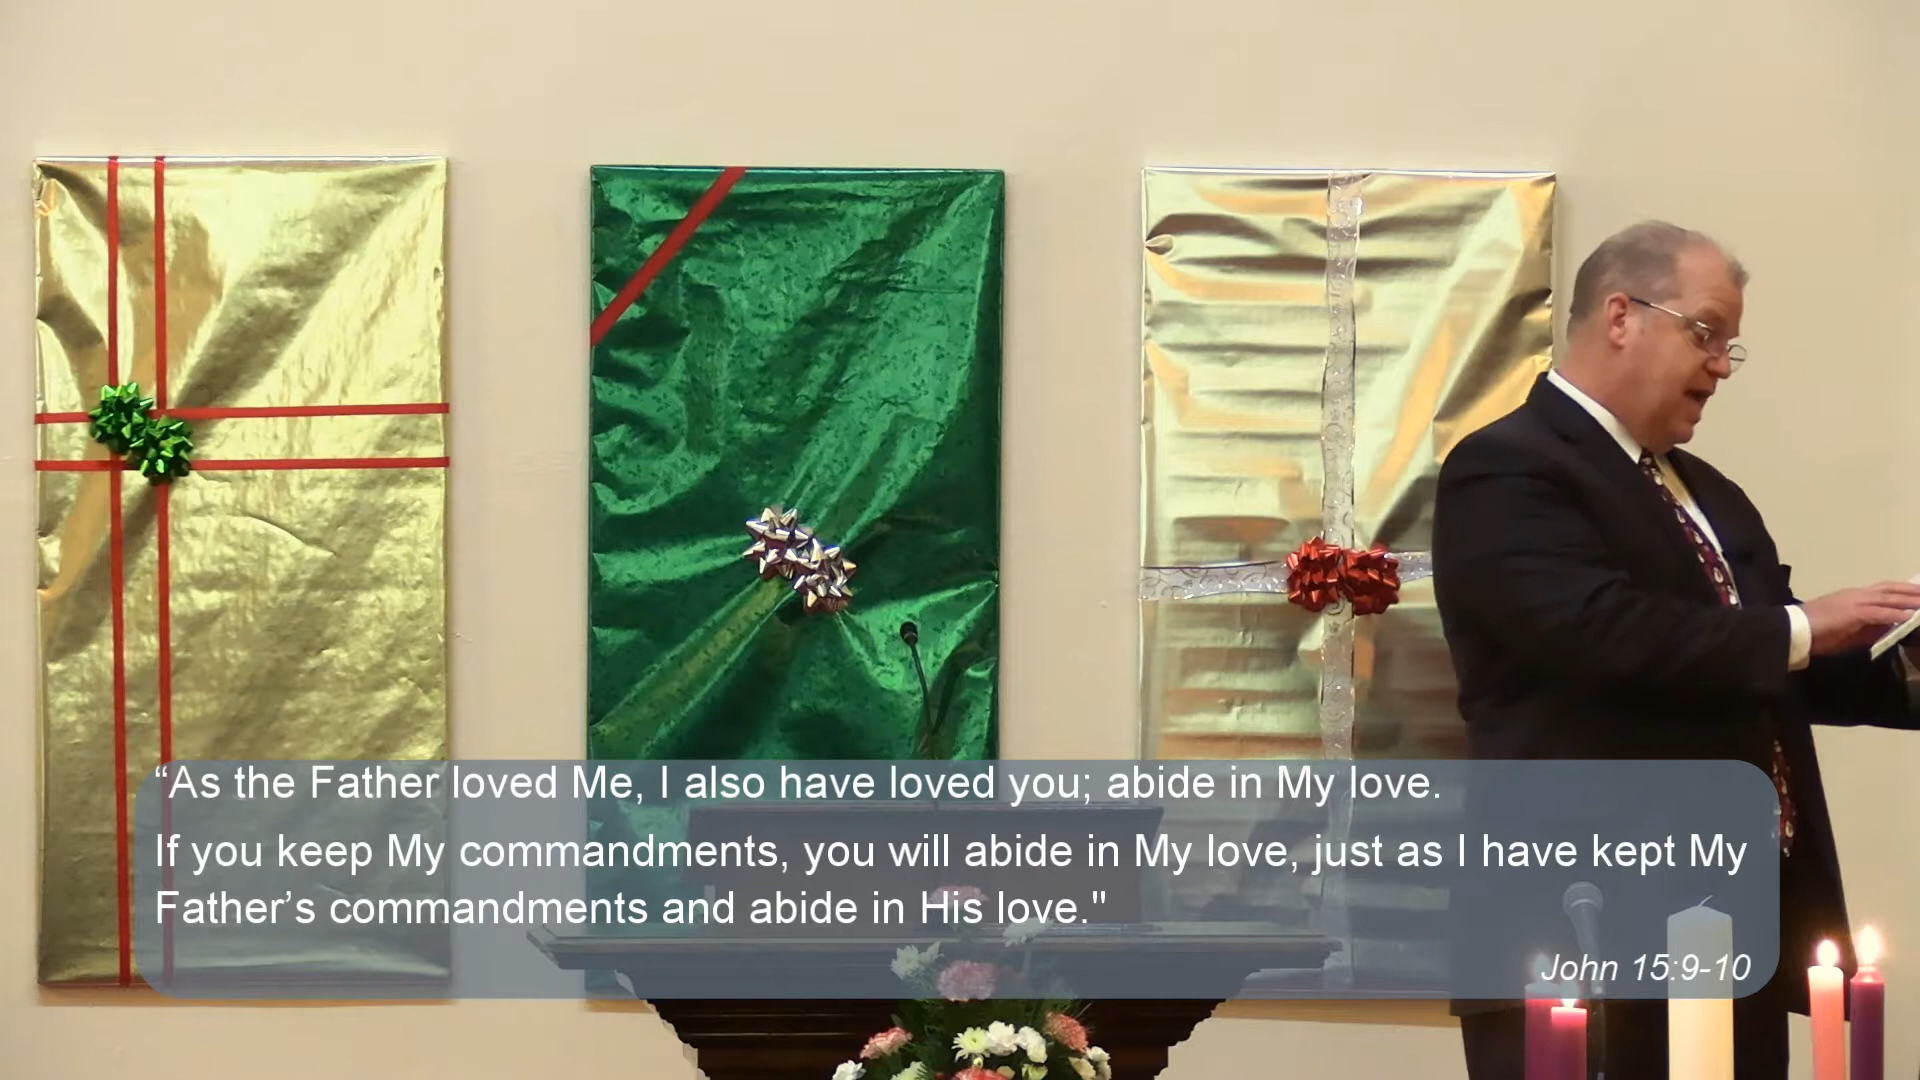 “As the Father loved Me, I also have loved you; abide in My love.
If you keep My commandments, you will abide in My love, just as I have kept My
Father’s commandments and abide in His love."
John 15:9-10